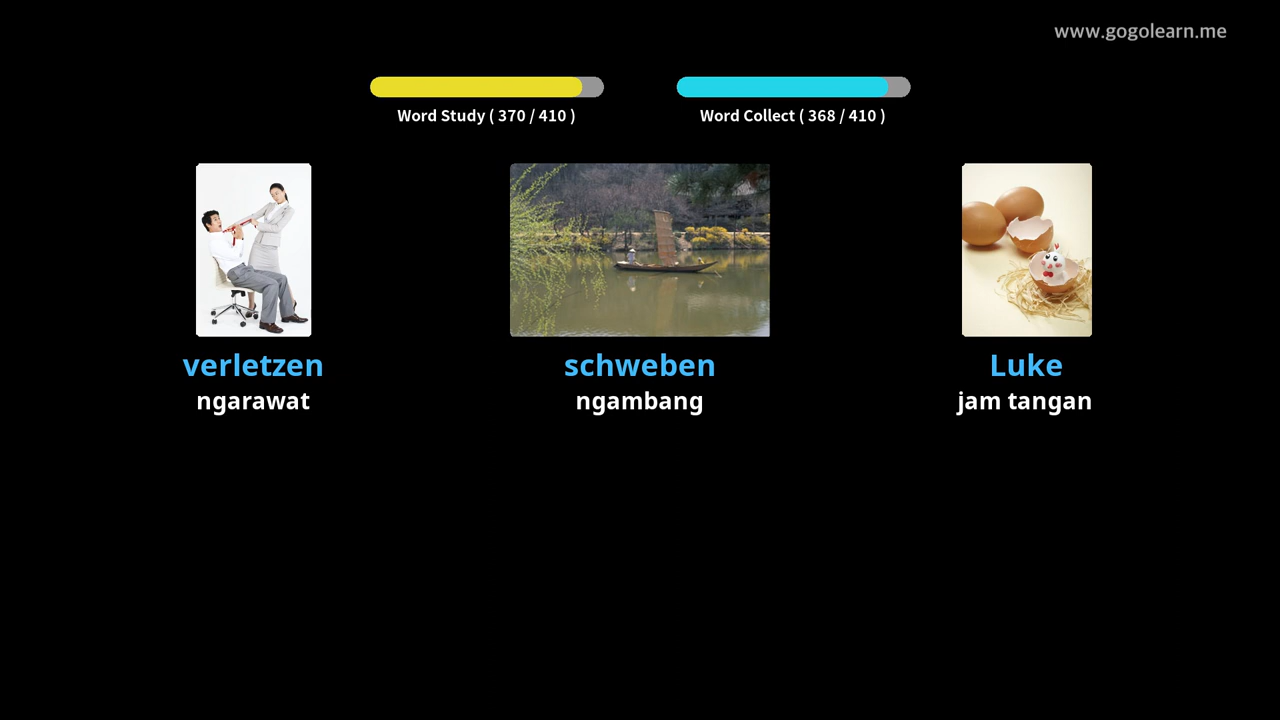 www.gogolearn.me
Word Study ( 370 / 410 )
Word Collect ( 368 / 410 )
verletzen
ngarawat
schweben
ngambang
Luke
jam tangan